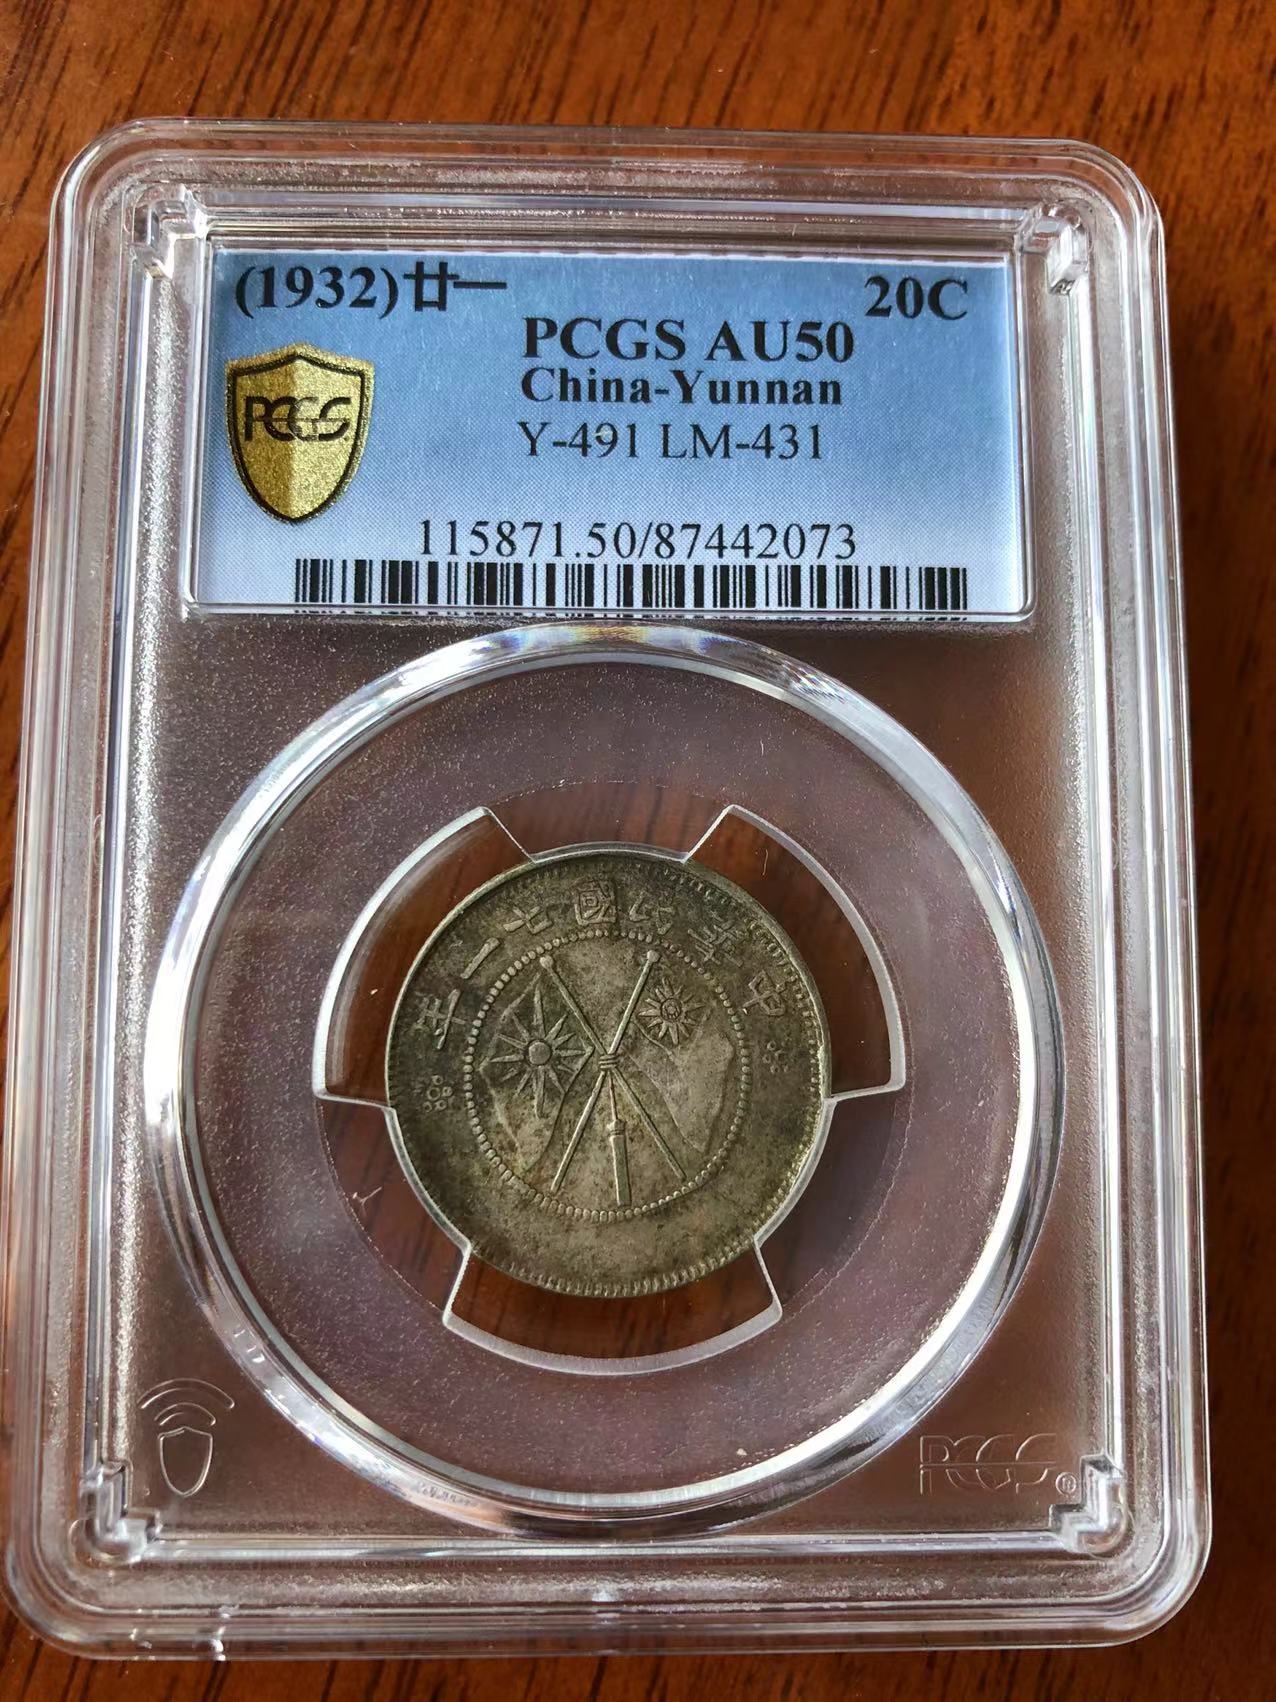 (1932)廿一 20C
PCGS AU50
China-Yunnan
PCGS
Y-491 LM-431
115871.50/87442073
年一廿國民華中
PCGS®